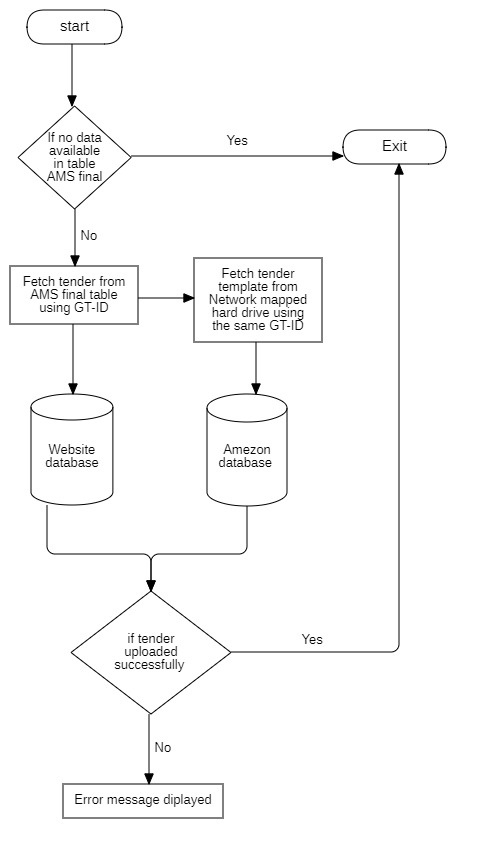 start
If no data
available
in table
AMS final
Yes
Exit
No
Fetch tender from
AMS final table
using GT-ID
Fetch tender
template from
Network mapped
hard drive using
the same GT-ID
Website
database
Amezon
database
if tender
uploaded
successfully
Yes
No
Error message diplayed